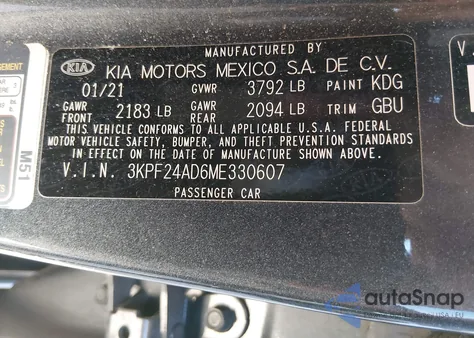 MANUFACTURED BY
KIA KIA MOTORS MEXICO S.A. DE C.V.
01/21 GVWR 3792 LB PAINT KDG
GAWR FRONT 2183 LB GAWR REAR 2094 LB TRIM GBU
THIS VEHICLE CONFORMS TO ALL APPLICABLE U.S.A. FEDERAL
MOTOR VEHICLE SAFETY, BUMPER, AND THEFT PREVENTION STANDARDS
IN EFFECT ON THE DATE OF MANUFACTURE SHOWN ABOVE.
V.I.N. 3KPF24AD6ME330607
PASSENGER CAR
M51
V
autoSnap